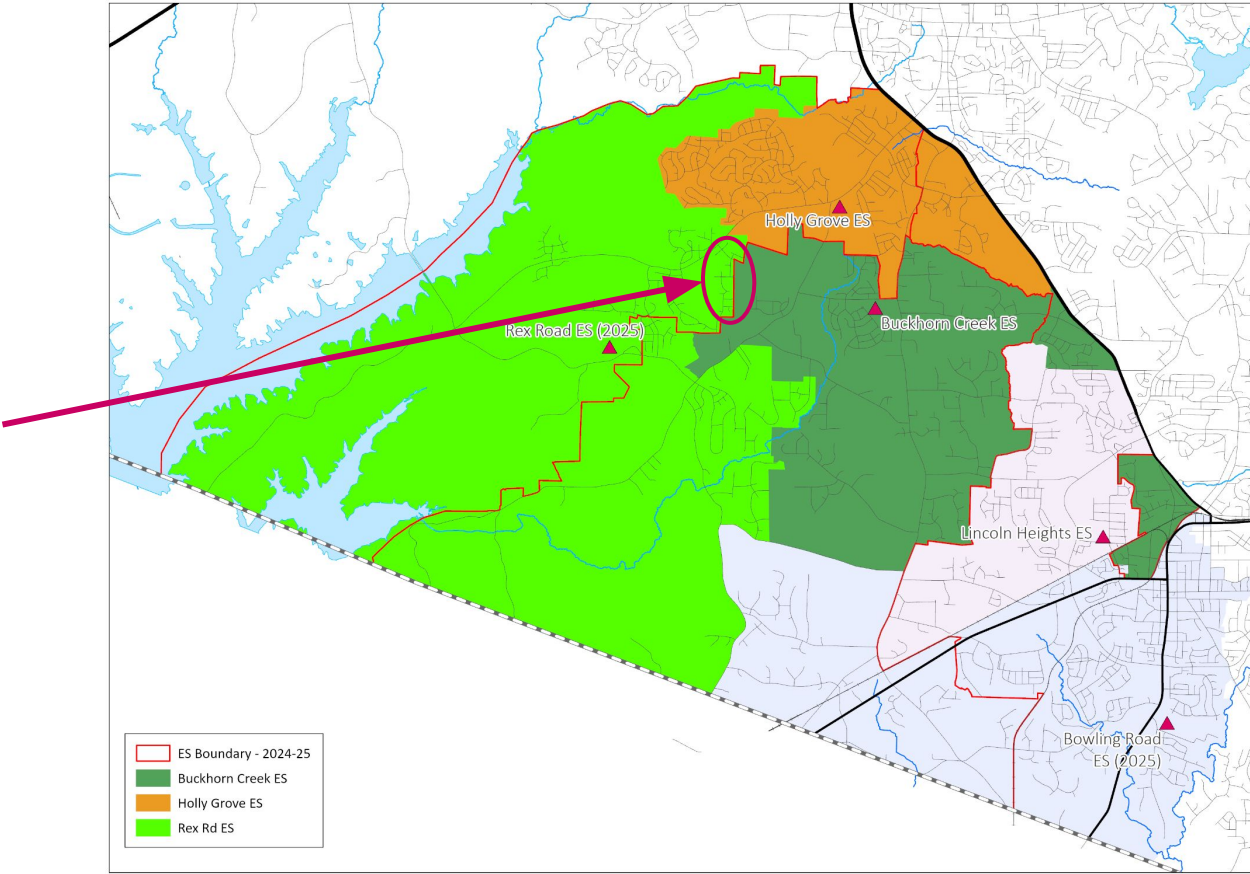 Holly Grove ES
Buckhorn Creek ES
Rex Road ES (2025)
Lincoln Heights ES
Bowling Road
ES (2025)
ES Boundary - 2024-25
Buckhorn Creek ES
Holly Grove ES
Rex Rd ES